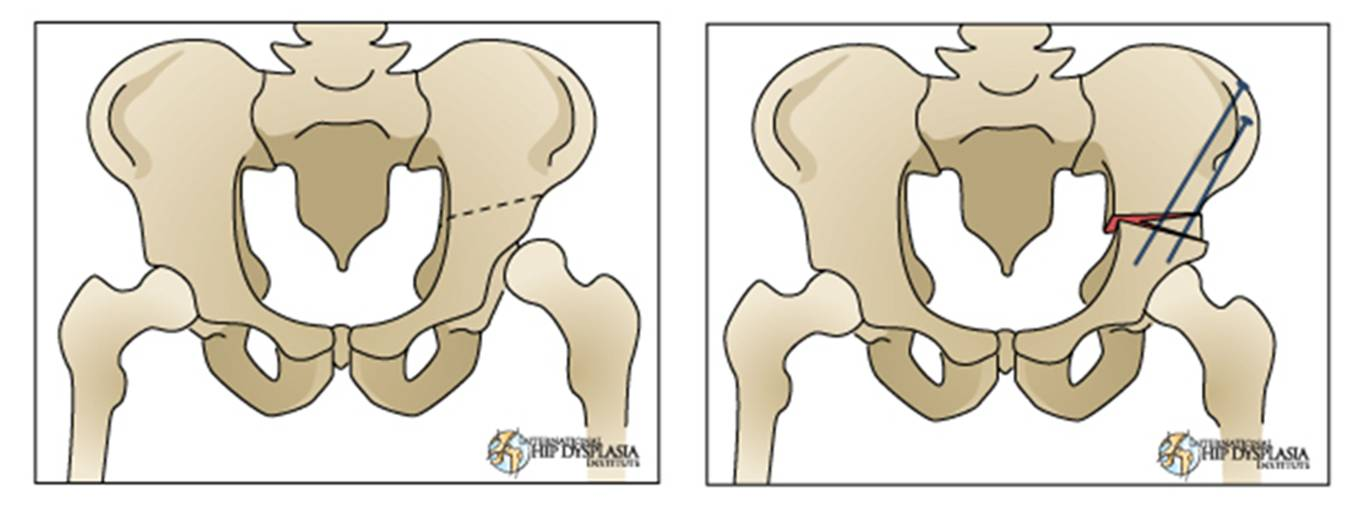 INTERNATIONAL
HIP DYSPLASIA
INSTITUTE
INTERNATIONAL
HIP DYSPLASIA
INSTITUTE